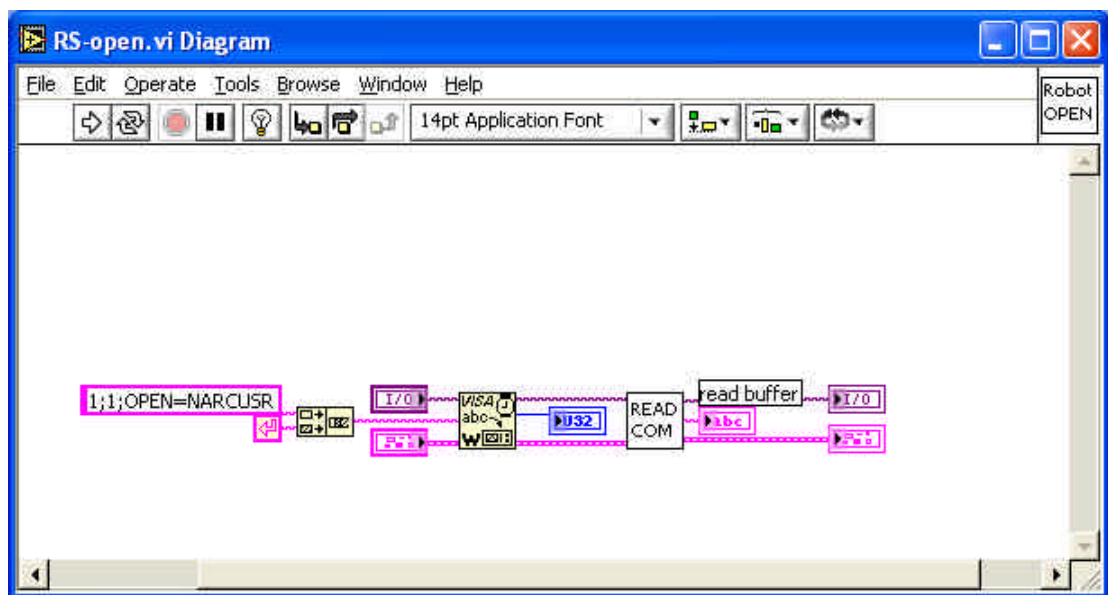 RS-open.vi Diagram
File Edit Operate Tools Browse Window Help
Robot
OPEN
14pt Application Font
1;1;OPEN=NARCUSR
I/O
VISA
abc
W
U32
READ
COM
read buffer
abc
I/O